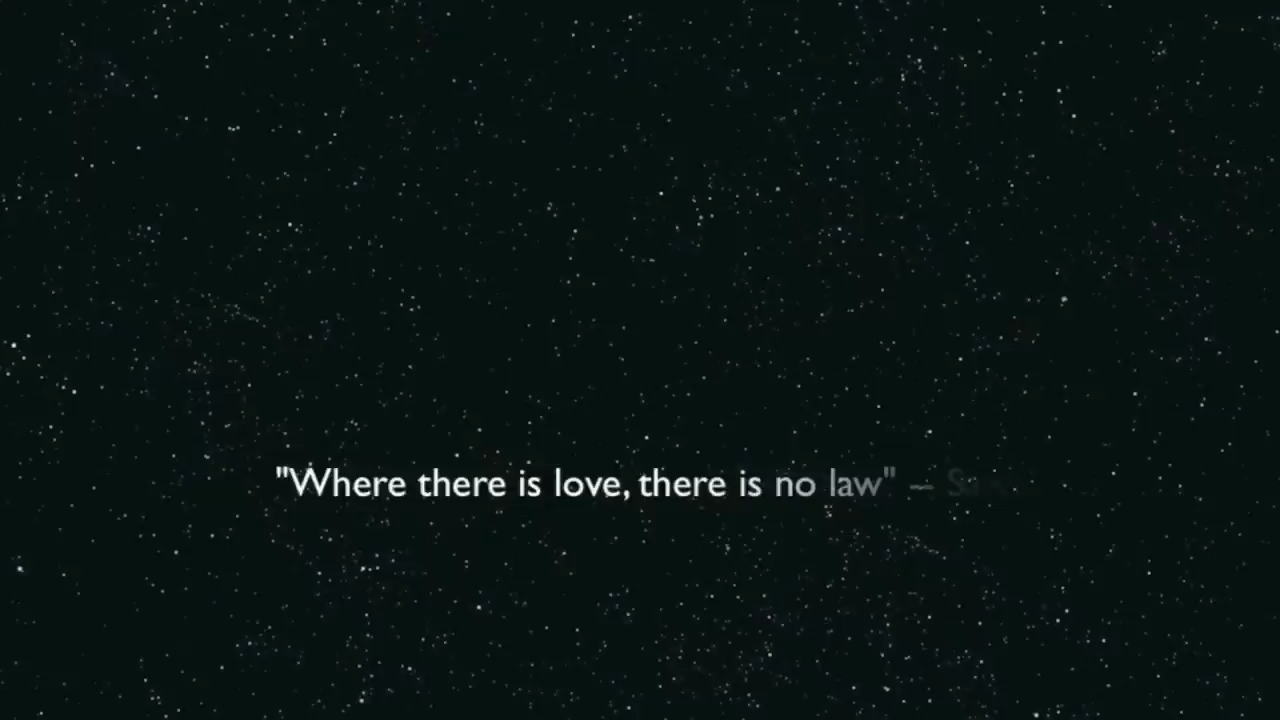 "Where there is love, there is no law" –